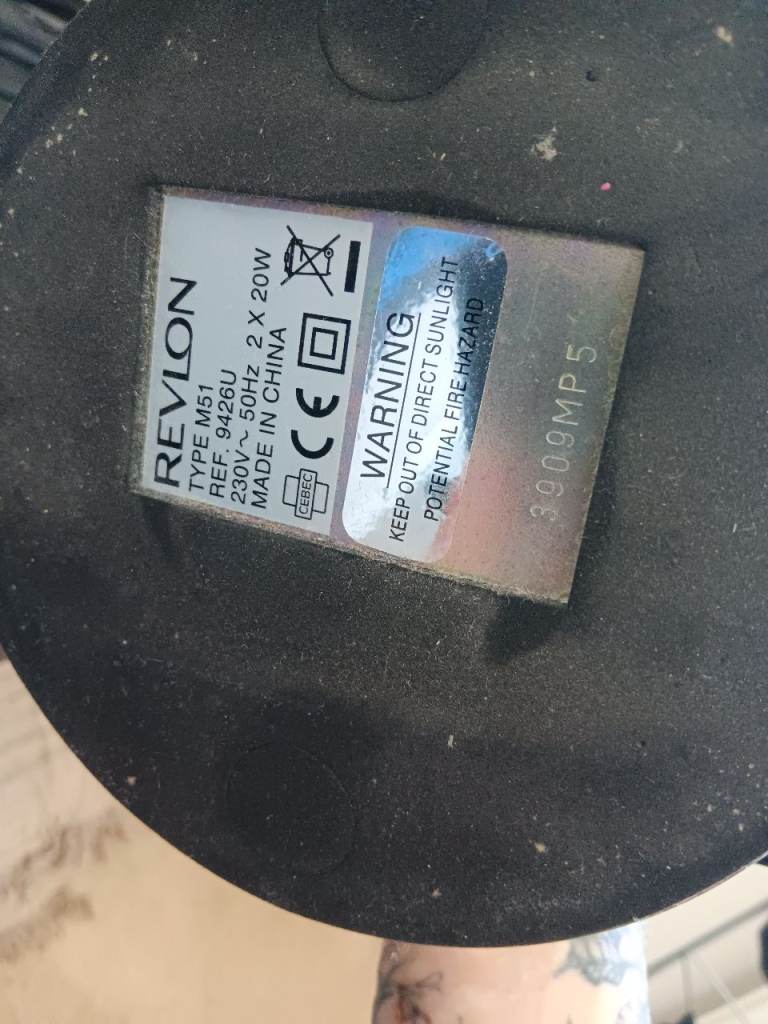 REVLON
TYPE M51
REF. 9426U
230V~ 50Hz 2 X 20W
MADE IN CHINA
CEBEC CE
WARNING
KEEP OUT OF DIRECT SUNLIGHT
POTENTIAL FIRE HAZARD
3909MP5